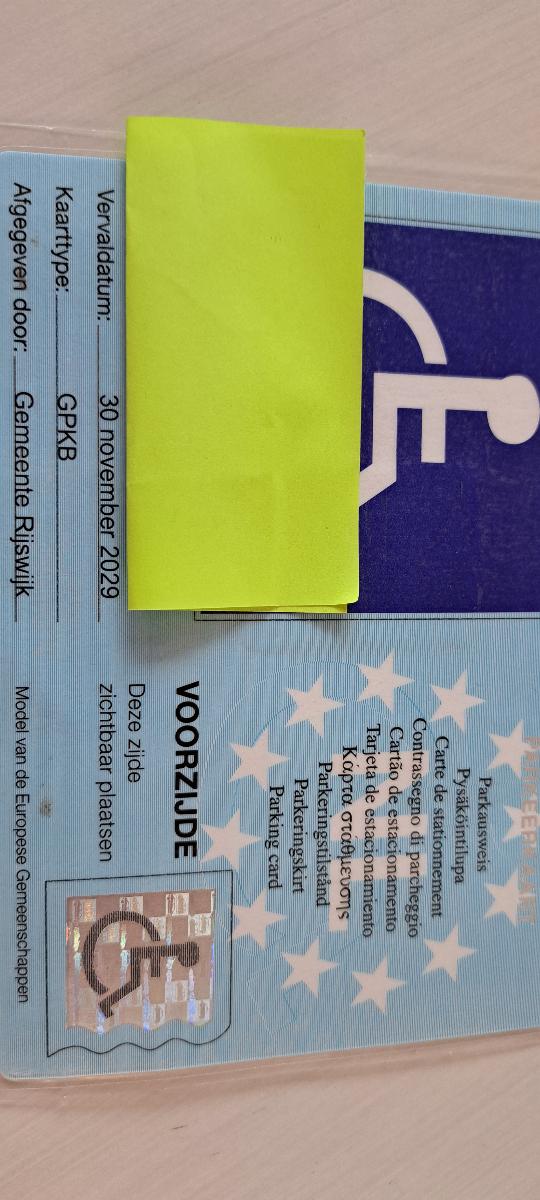 PARKEERKAART
Parkausweis
Pysäköintilupa
Carte de stationnement
Contrassegno di parcheggio
Cartão de estacionamento
Tarjeta de estacionamiento
Κάρτα στάθμευσης
Parkeringstilstånd
Parkeringskirt
Parking card
VOORZIJDE
Deze zijde
zichtbaar plaatsen
Vervaldatum: 30 november 2029
Kaarttype: GPKB
Afgegeven door: Gemeente Rijswijk
Model van de Europese Gemeenschappen